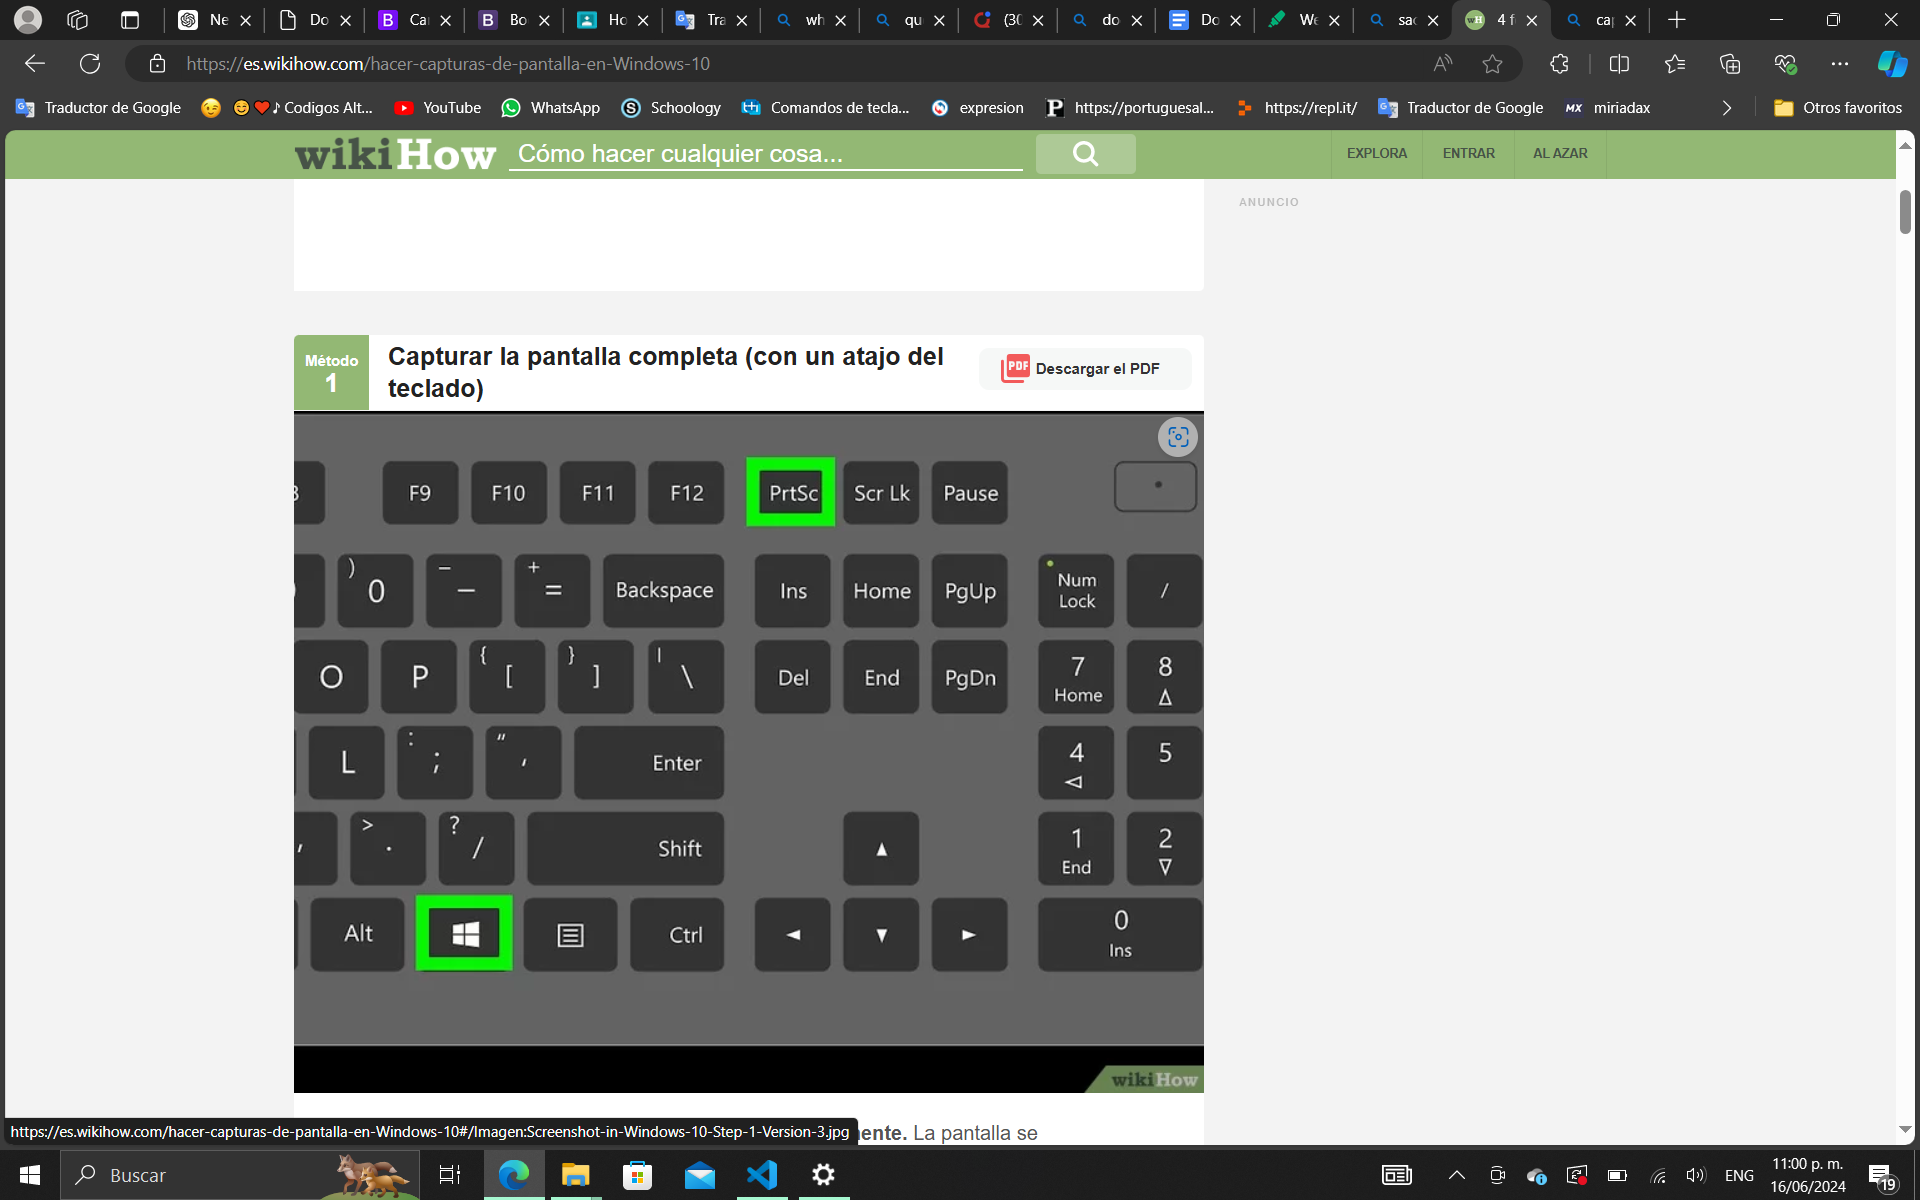 Ne
Do
Ca
Bo
Ho
Tra
wh
qu
(30
do
Do
We
sac
4 f
ca
https://es.wikihow.com/hacer-capturas-de-pantalla-en-Windows-10
Traductor de Google
Codigos Alt...
YouTube
WhatsApp
Schoology
Comandos de tecla...
expresion
https://portuguesal...
https://repl.it/
Traductor de Google
MX miriadax
Otros favoritos
wikiHow
Cómo hacer cualquier cosa...
EXPLORA
ENTRAR
AL AZAR
ANUNCIO
Método
1
Capturar la pantalla completa (con un atajo del
teclado)
PDF Descargar el PDF
F9 F10 F11 F12 PrtSc Scr Lk Pause
) 0 _ – + = Backspace Ins Home PgUp Num Lock /
O P { [ } ] | \ Del End PgDn 7 Home 8
L : ; " ' Enter 4 5
, > . ? / Shift 1 End 2
Alt Ctrl 0 Ins
wikiHow
https://es.wikihow.com/hacer-capturas-de-pantalla-en-Windows-10#/Imagen:Screenshot-in-Windows-10-Step-1-Version-3.jpg
ente. La pantalla se
Buscar
ENG
11:00 p. m.
16/06/2024
19